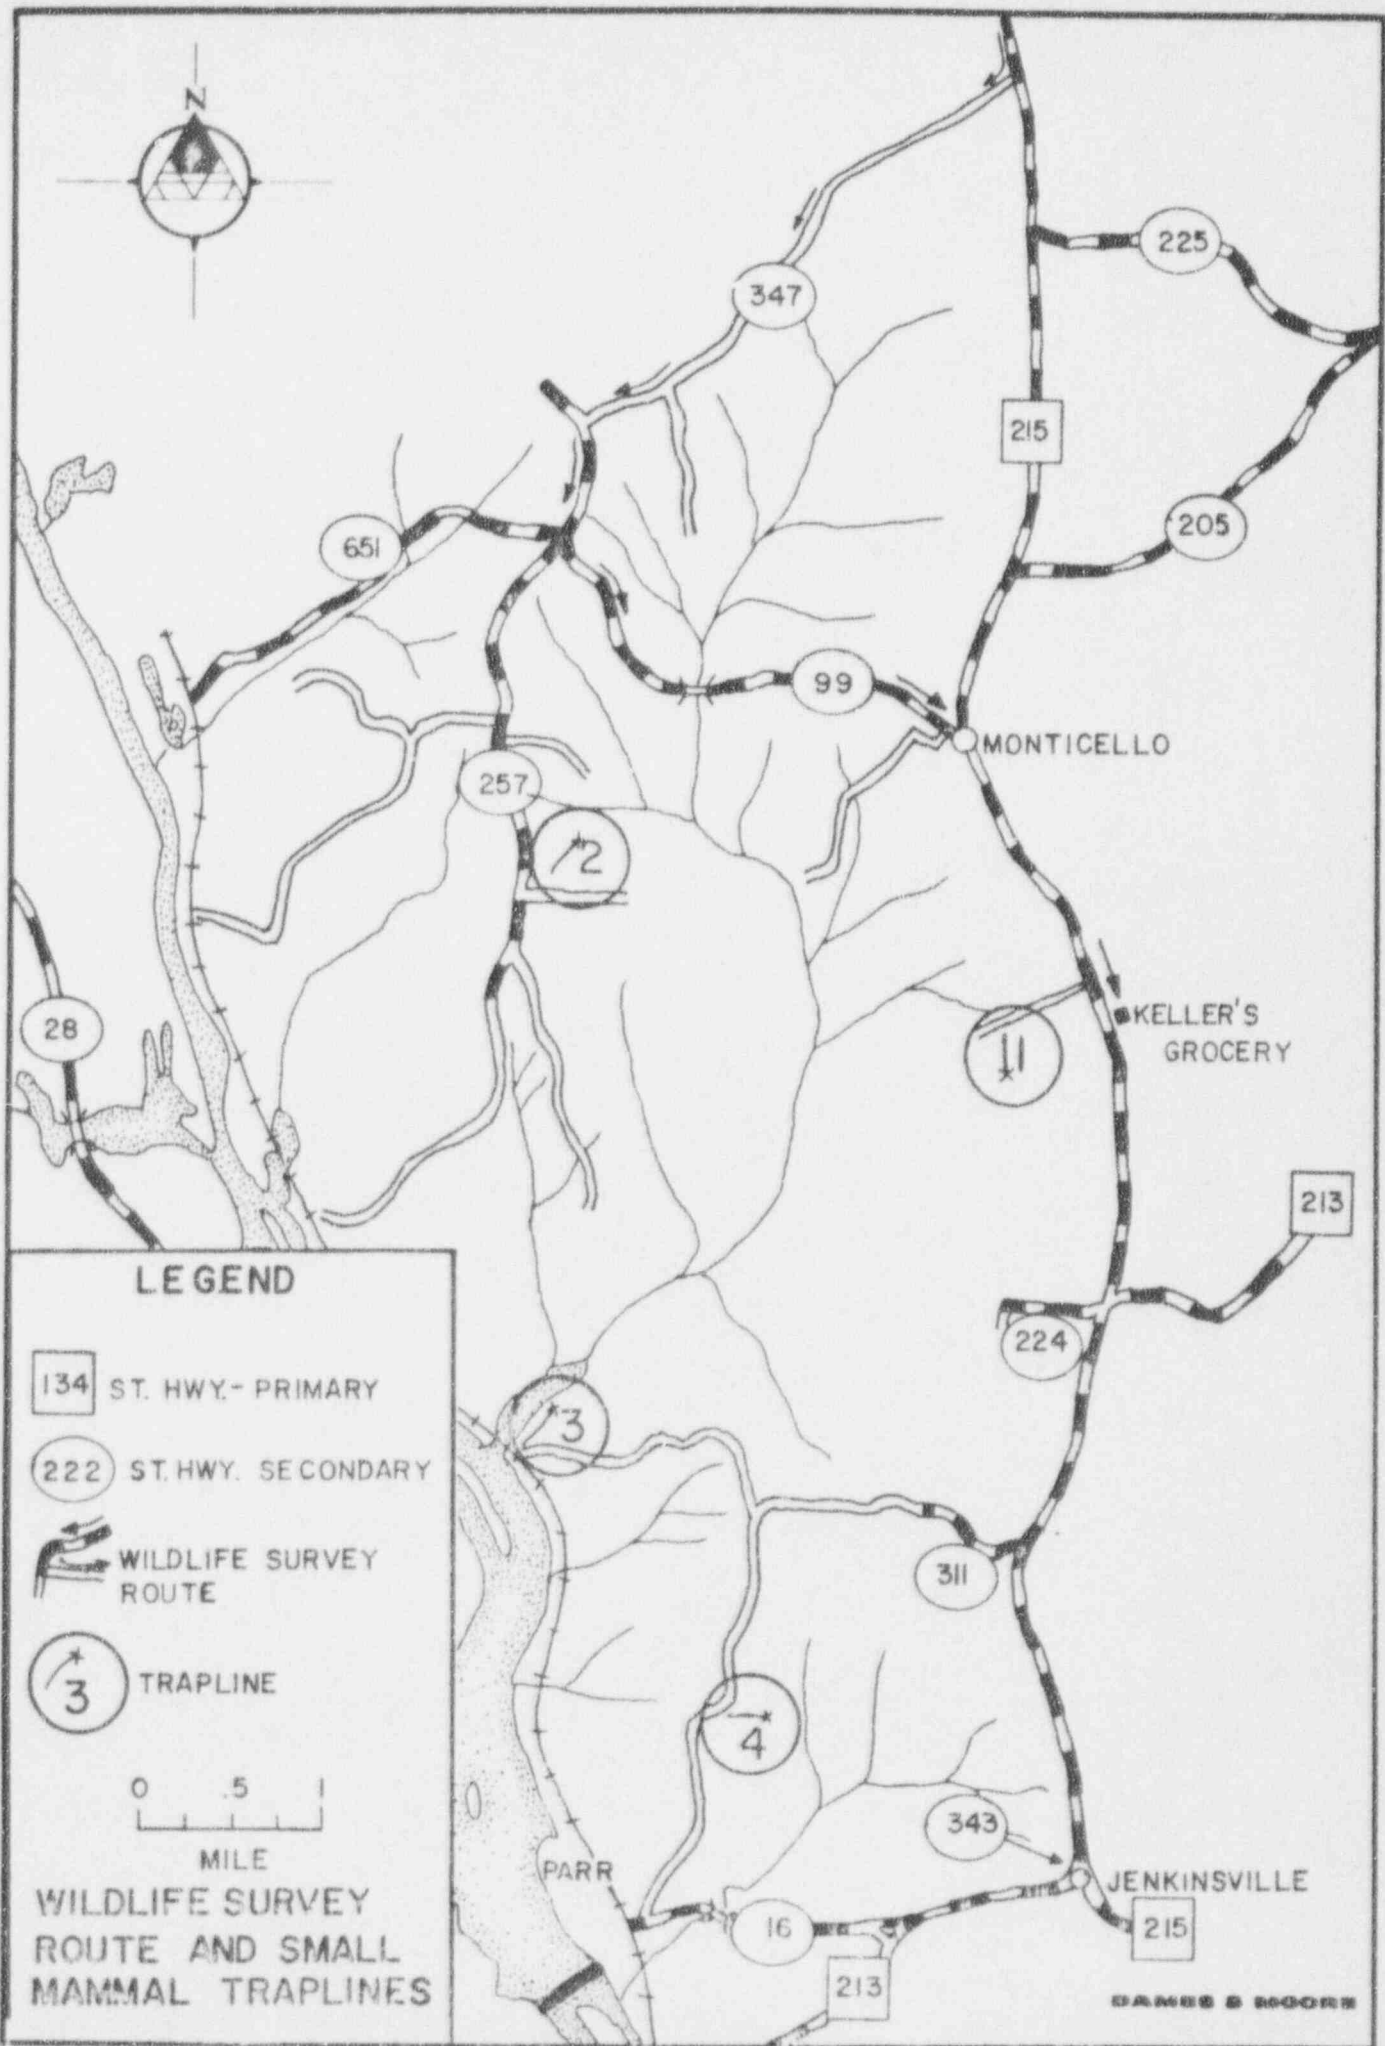 N
225
347
215
651
205
99
MONTICELLO
257
2
28
KELLER'S
GROCERY
1
213
224
3
311
4
343
PARR
JENKINSVILLE
16
215
213
LEGEND
134 ST. HWY.- PRIMARY
222 ST. HWY. SECONDARY
WILDLIFE SURVEY
ROUTE
3 TRAPLINE
0 .5 1
MILE
WILDLIFE SURVEY
ROUTE AND SMALL
MAMMAL TRAPLINES
DAMES & MOORE